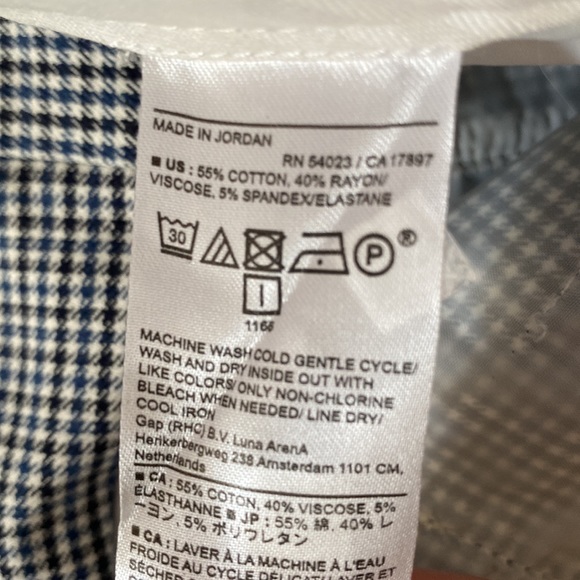 MADE IN JORDAN
RN 54023 / CA 17897
■ US : 55% COTTON, 40% RAYON/
VISCOSE, 5% SPANDEX/ELASTANE
30
P ®
1166
MACHINE WASH COLD GENTLE CYCLE/
WASH AND DRY INSIDE OUT WITH
LIKE COLORS/ ONLY NON-CHLORINE
BLEACH WHEN NEEDED/ LINE DRY/
COOL IRON
Gap (RHC) B.V. Luna ArenA
Herikerbergweg 238 Amsterdam 1101 CM,
Netherlands
■ CA : 55% COTON, 40% VISCOSE, 5%
ÉLASTHANNE ■ JP : 55% 綿, 40% レ
ーヨン, 5% ポリウレタン
■ CA : LAVER À LA MACHINE À L'EAU
FROIDE AU CYCLE DÉLICAT/ LAVER ET